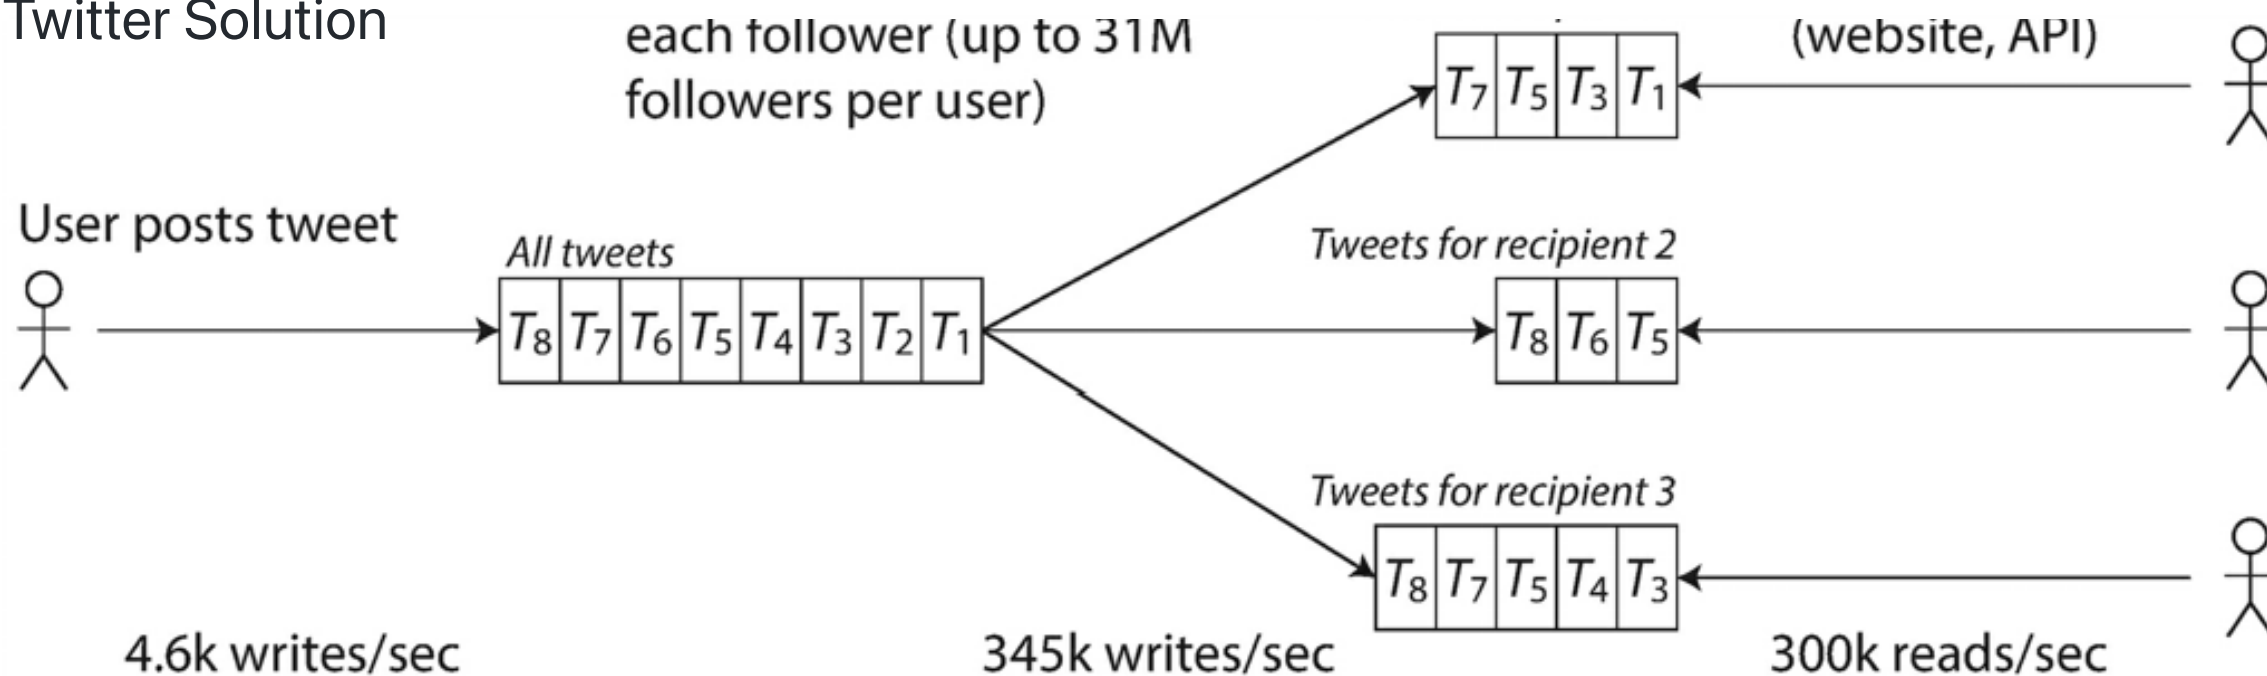 Twitter Solution
each follower (up to 31M
followers per user)
(website, API)
T7 T5 T3 T1
User posts tweet
All tweets
T8 T7 T6 T5 T4 T3 T2 T1
Tweets for recipient 2
T8 T6 T5
Tweets for recipient 3
T8 T7 T5 T4 T3
4.6k writes/sec
345k writes/sec
300k reads/sec